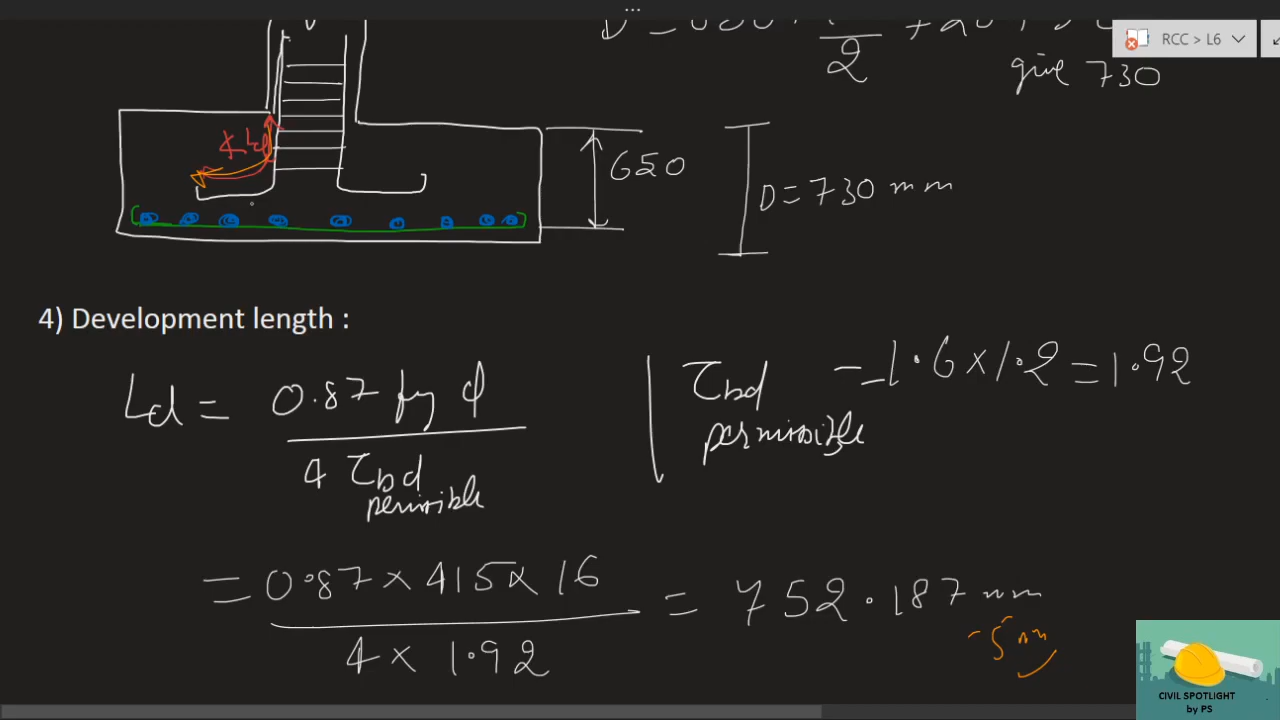 2
give 730
RCC > L6
Ld
650
D = 730 mm
4) Development length :
Ld = 0.87 fy ϕ
4 τbd
permissible
τbd = 1.6 × 1.2 = 1.92
permissible
= 0.87 × 415 × 16
4 × 1.92
= 752.187 mm
CIVIL SPOTLIGHT
by PS